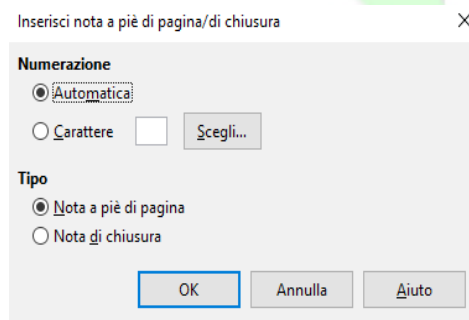 Inserisci nota a piè di pagina/di chiusura
Numerazione
Automatica
Carattere Scegli...
Tipo
Nota a piè di pagina
Nota di chiusura
OK Annulla Aiuto